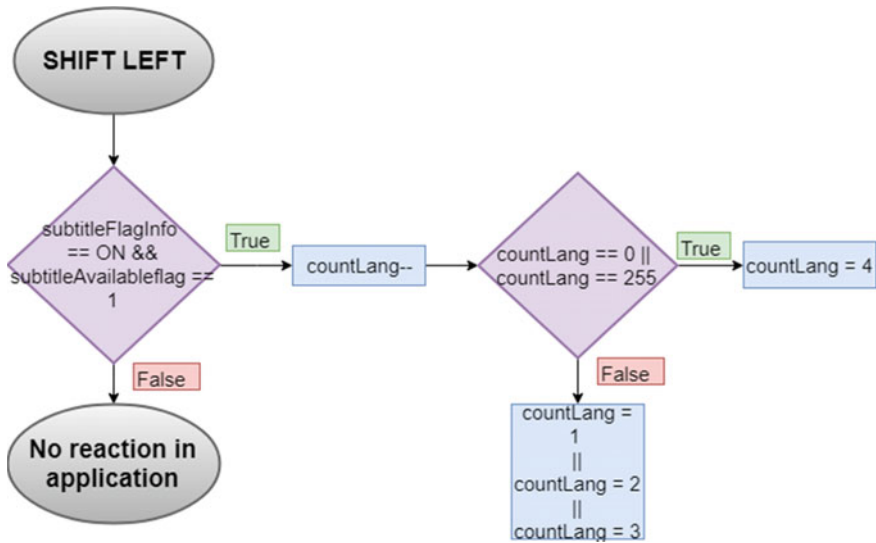 SHIFT LEFT
subtitleFlagInfo
== ON &&
subtitleAvailableflag ==
1
True
countLang--
countLang == 0 ||
countLang == 255
True
countLang = 4
False
No reaction in
application
False
countLang =
1
||
countLang = 2
||
countLang = 3